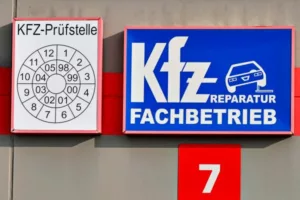 KFZ-Prüfstelle
12
11 1
10 05 98 2
04 99
9 3
03 00
8 02 01 4
7 5
6
Kfz
REPARATUR
FACHBETRIEB
7